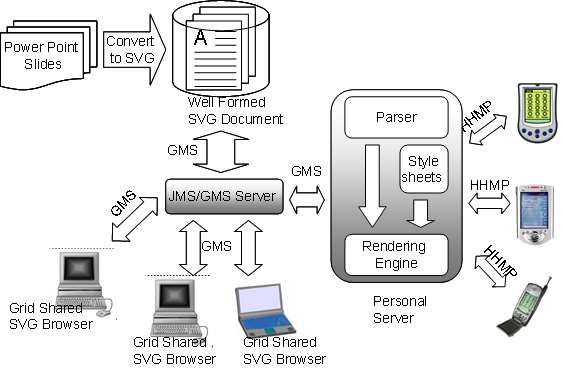 Power Point
Slides
Convert
to SVG
A
Well Formed
SVG Document
GMS
JMS/GMS Server
GMS
GMS
GMS
Parser
Style
sheets
Rendering
Engine
Personal
Server
HHMP
HHMP
HHMP
Grid Shared
SVG Browser
Grid Shared .
SVG Browser
Grid Shared
SVG Browser